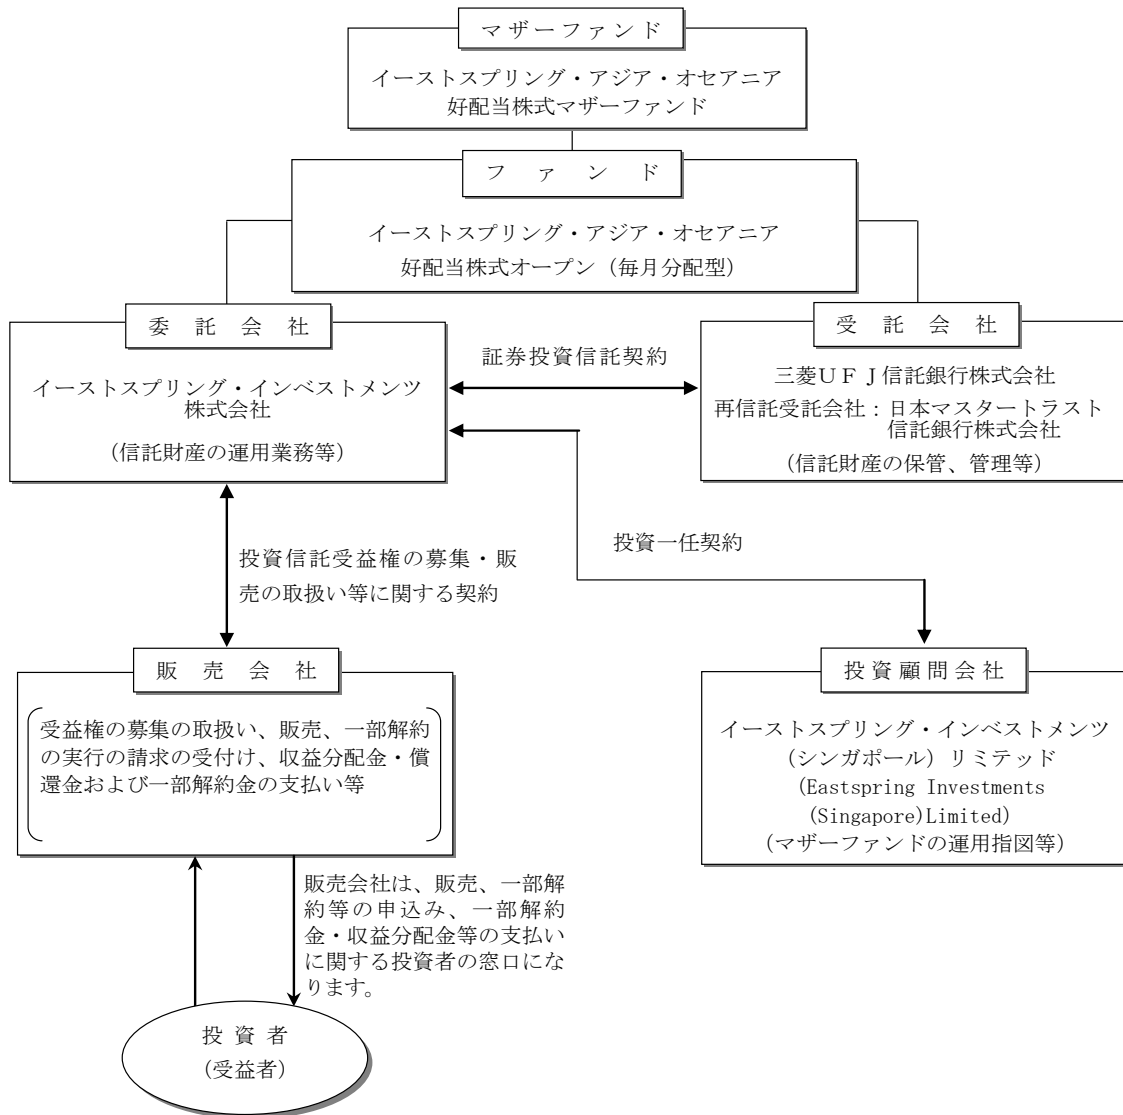 マザーファンド
イーストスプリング・アジア・オセアニア
好配当株式マザーファンド
ファンド
イーストスプリング・アジア・オセアニア
好配当株式オープン（毎月分配型）
委託会社
イーストスプリング・インベストメンツ
株式会社
（信託財産の運用業務等）
証券投資信託契約
受託会社
三菱ＵＦＪ信託銀行株式会社
再信託受託会社：日本マスタートラスト
信託銀行株式会社
（信託財産の保管、管理等）
投資信託受益権の募集・販
売の取扱い等に関する契約
投資一任契約
販売会社
受益権の募集の取扱い、販売、一部解約
の実行の請求の受付け、収益分配金・償
還金および一部解約金の支払い等
投資顧問会社
イーストスプリング・インベストメンツ
（シンガポール）リミテッド
(Eastspring Investments
(Singapore)Limited)
（マザーファンドの運用指図等）
販売会社は、販売、一部解
約等の申込み、一部解約
金・収益分配金等の支払い
に関する投資者の窓口にな
ります。
投資者
（受益者）